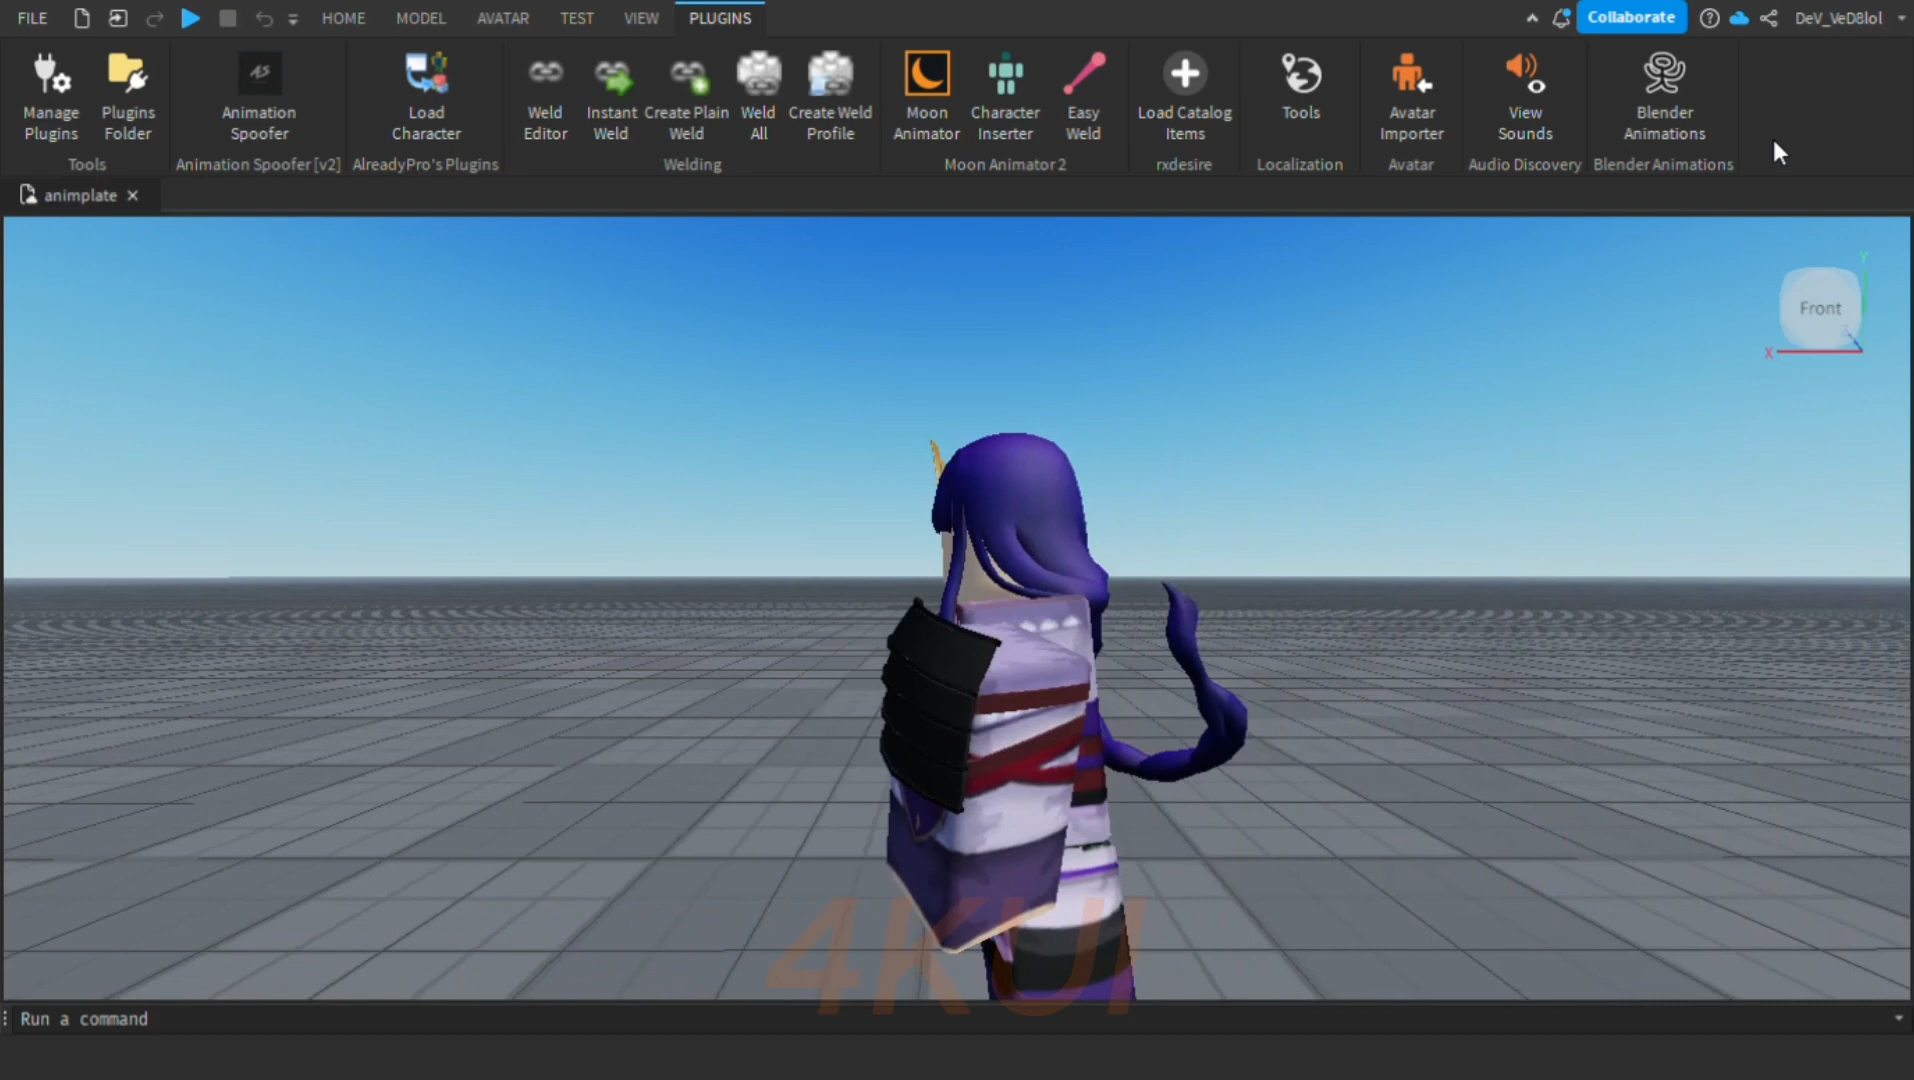 FILE HOME MODEL AVATAR TEST VIEW PLUGINS Collaborate DeV_VeD8lol
Manage Plugins
Plugins Folder
Tools
AS
Animation Spoofer
Animation Spoofer [v2]
Load Character
AlreadyPro's Plugins
Weld Editor
Instant Weld
Create Plain Weld
Weld All
Create Weld Profile
Welding
Moon Animator
Character Inserter
Easy Weld
Moon Animator 2
Load Catalog Items
rxdesire
Tools
Localization
Avatar Importer
Avatar
View Sounds
Audio Discovery
Blender Animations
Blender Animations
animplate
Y
Front
X
4KUI
Run a command